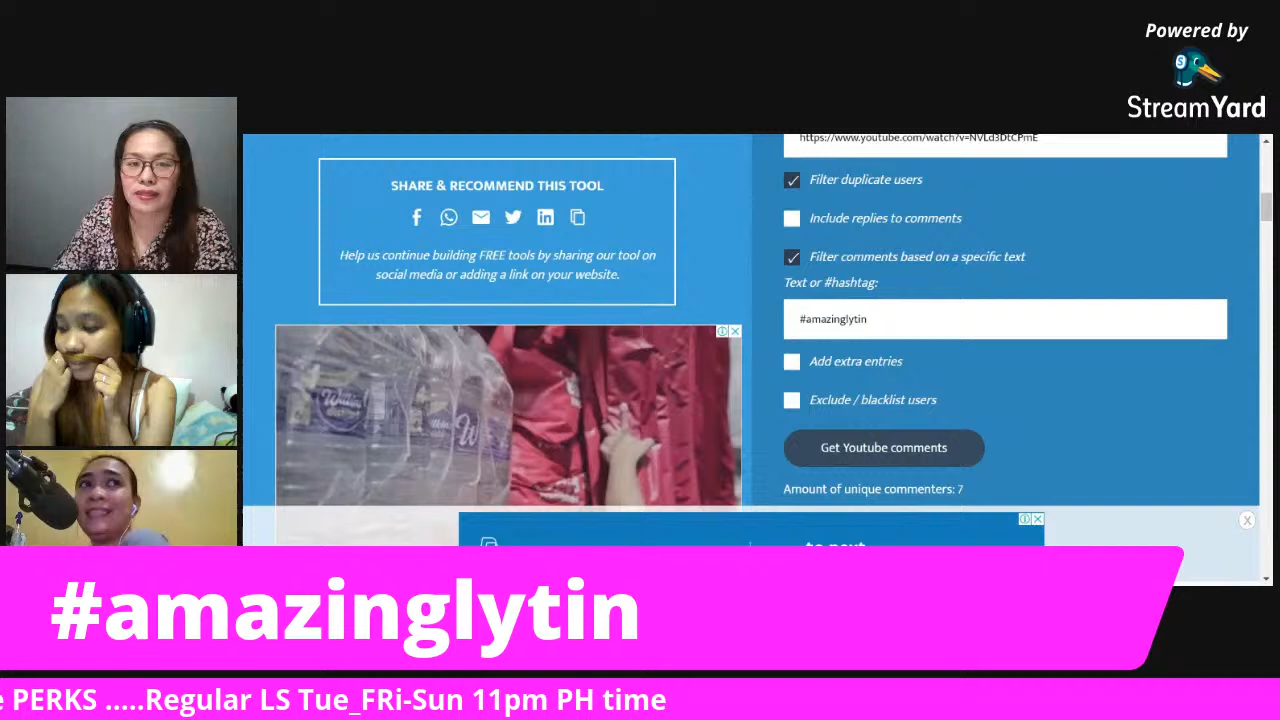 Powered by
StreamYard
SHARE & RECOMMEND THIS TOOL
Help us continue building FREE tools by sharing our tool on
social media or adding a link on your website.
https://www.youtube.com/watch?v=NVLd3DtCPmE
Filter duplicate users
Include replies to comments
Filter comments based on a specific text
Text or #hashtag:
#amazinglytin
Add extra entries
Exclude / blacklist users
Get Youtube comments
Amount of unique commenters: 7
X
#amazinglytin
PERKS .....Regular LS Tue_FRi-Sun 11pm PH time